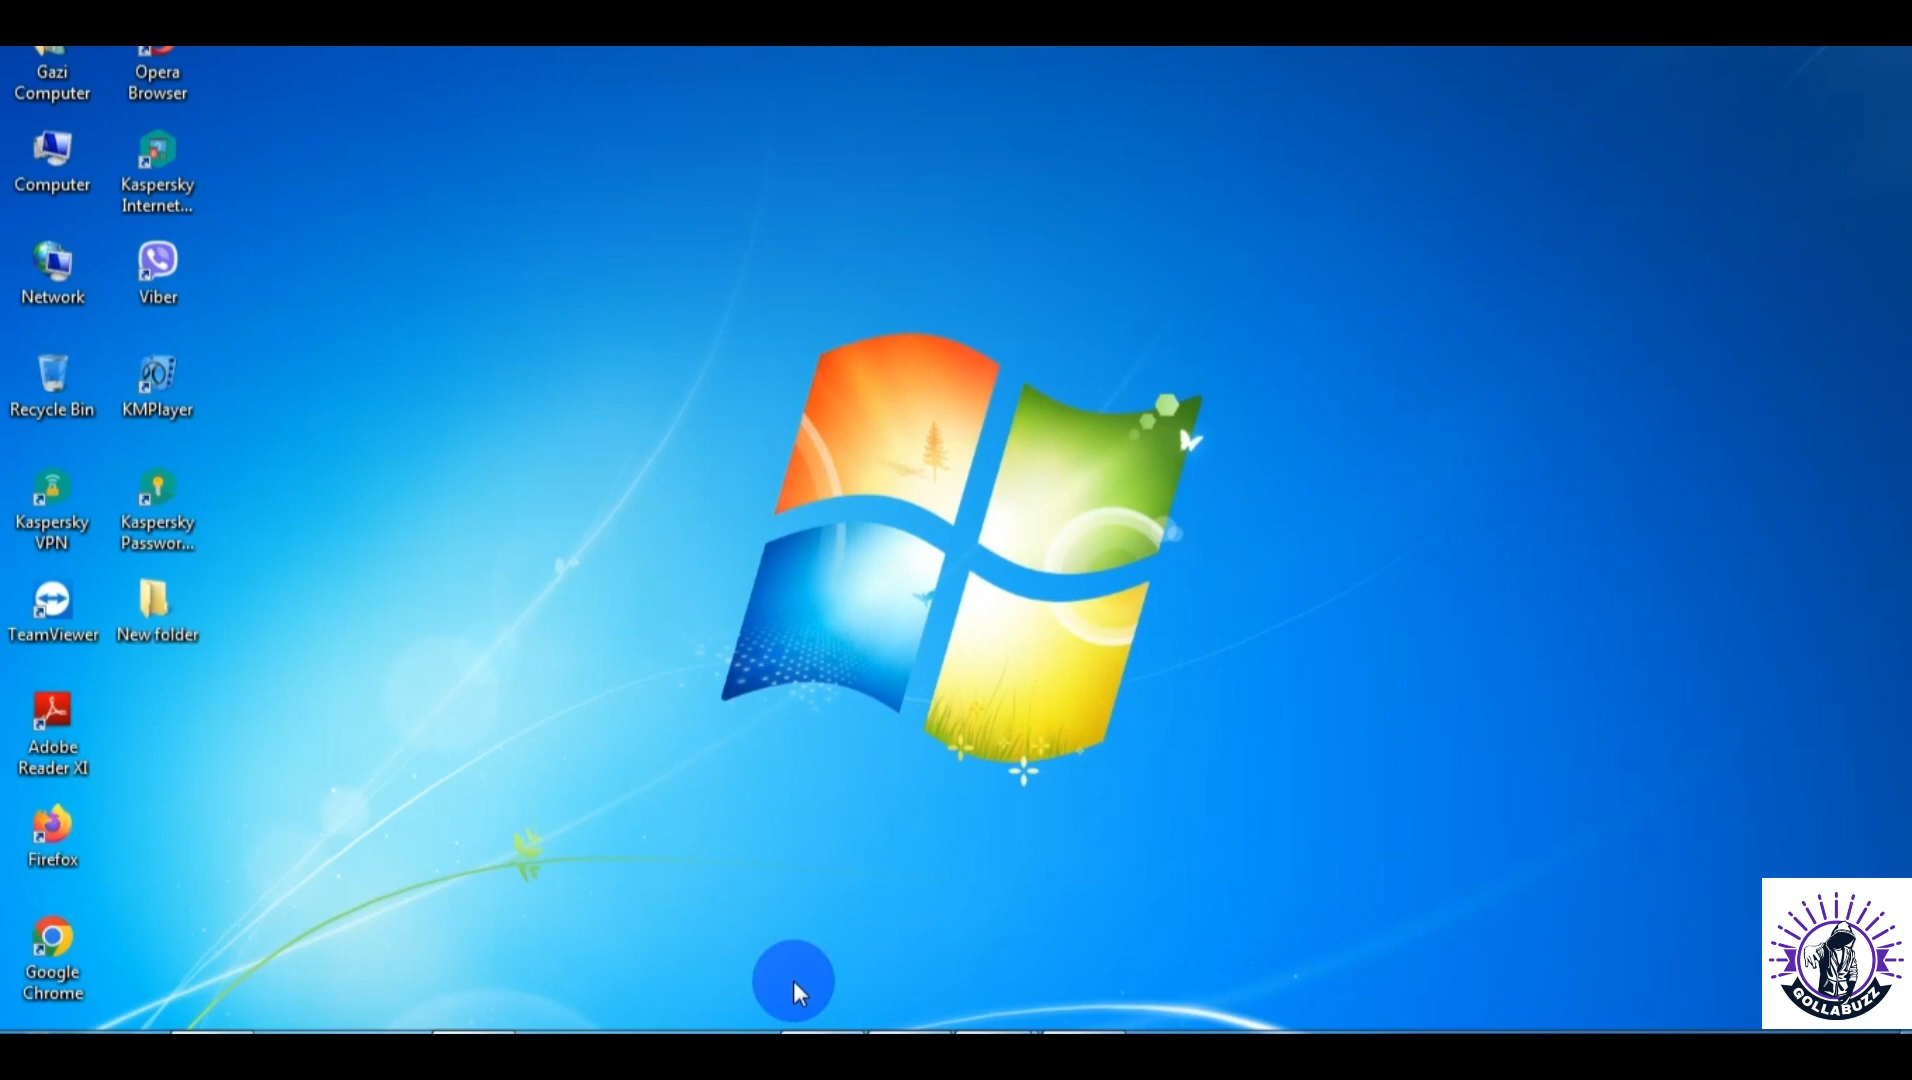 Gazi
Computer
Opera
Browser
Computer
Kaspersky
Internet...
Network
Viber
Recycle Bin
KMPlayer
Kaspersky
VPN
Kaspersky
Passwor...
TeamViewer
New folder
Adobe
Reader XI
Firefox
Google
Chrome
GOLLABUZZ